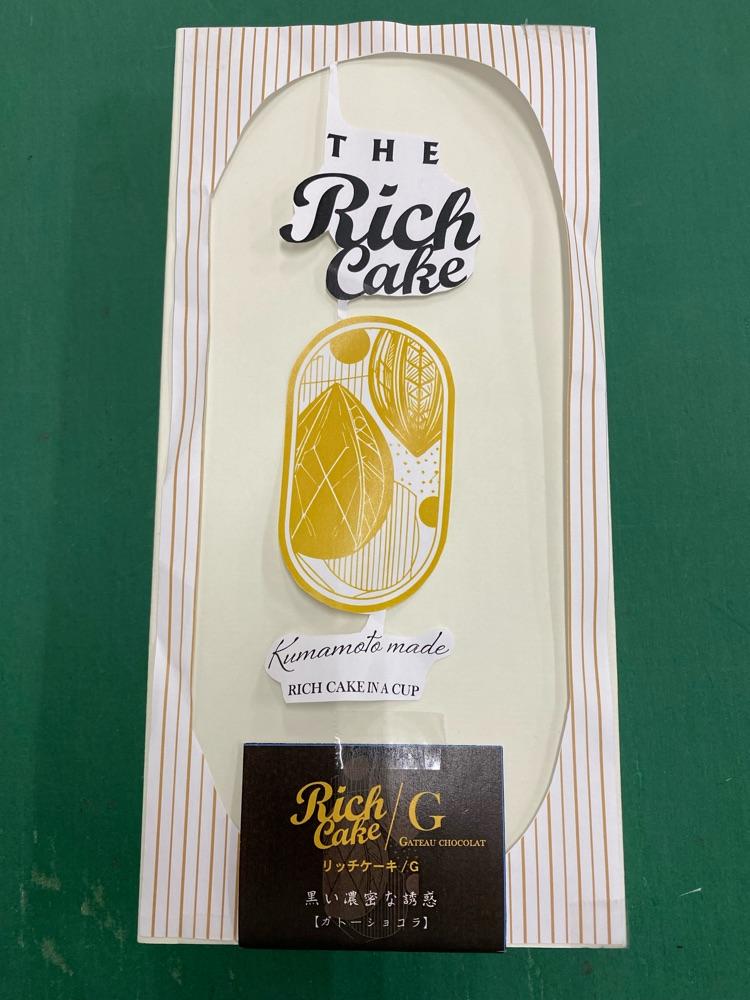 THE
Rich
Cake
Kumamoto made
RICH CAKE IN A CUP
Rich
Cake / G
GATEAU CHOCOLAT
リッチケーキ/G
黒い濃密な誘惑
【ガトーショコラ】